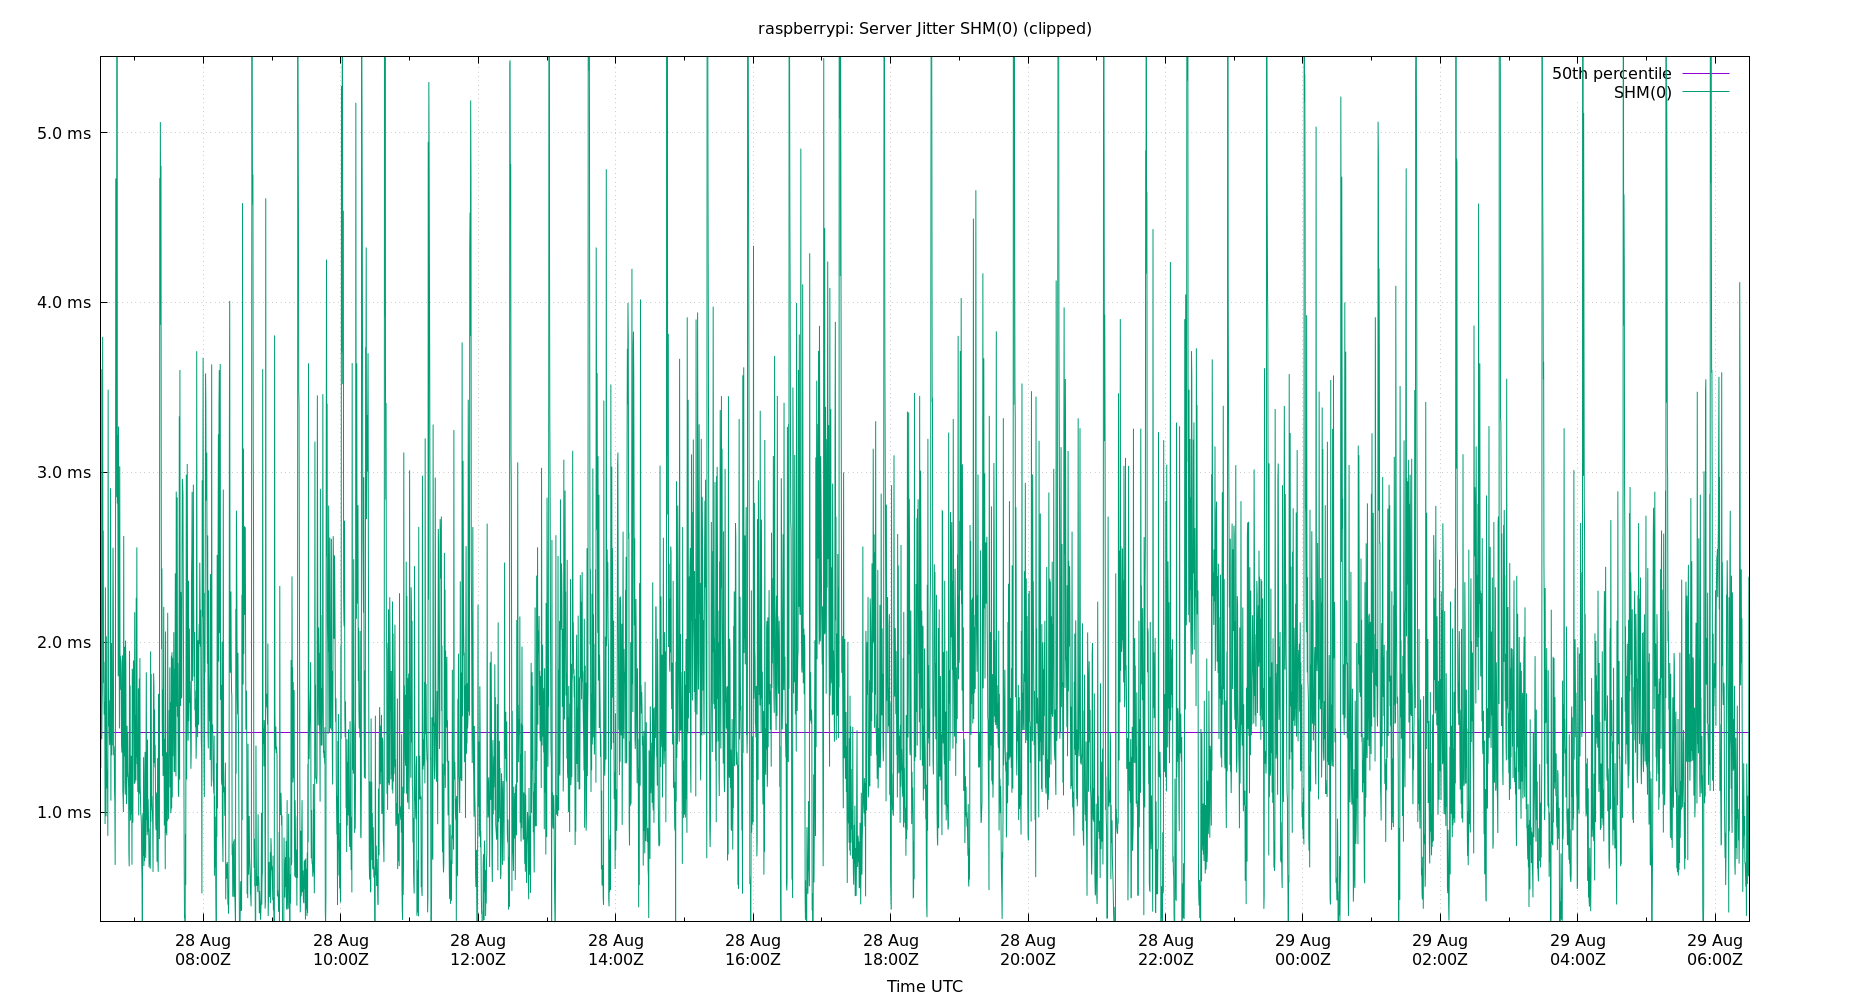 raspberrypi: Server Jitter SHM(0) (clipped)
50th percentile
SHM(0)
5.0 ms
4.0 ms
3.0 ms
2.0 ms
1.0 ms
28 Aug 28 Aug 28 Aug 28 Aug 28 Aug 28 Aug 28 Aug 28 Aug 29 Aug 29 Aug 29 Aug 29 Aug
08:00Z 10:00Z 12:00Z 14:00Z 16:00Z 18:00Z 20:00Z 22:00Z 00:00Z 02:00Z 04:00Z 06:00Z
Time UTC